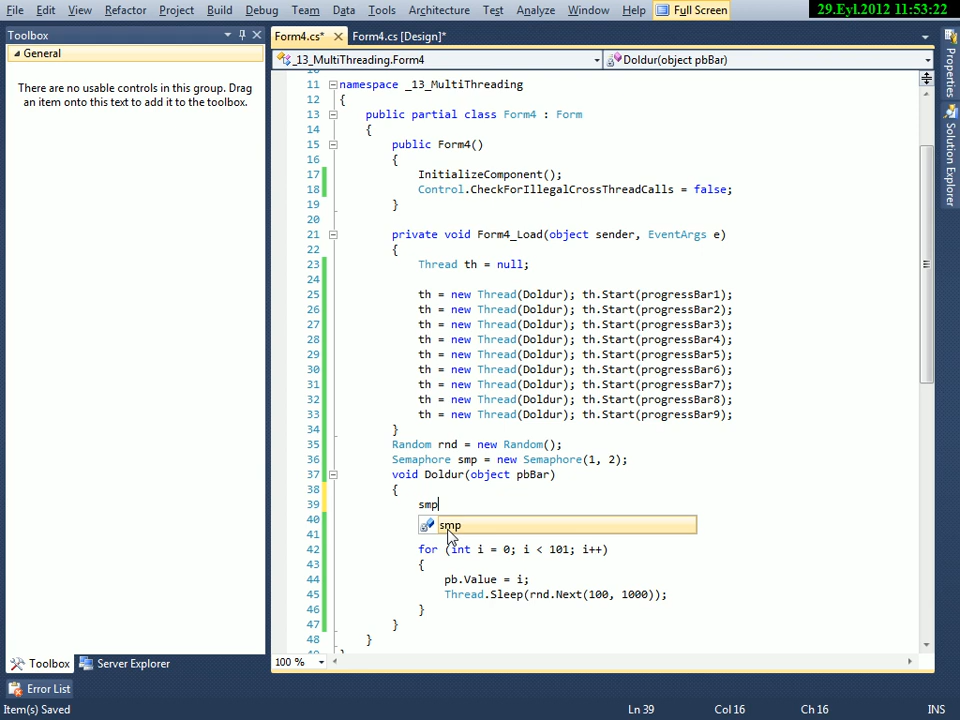 File Edit View Refactor Project Build Debug Team Data Tools Architecture Test Analyze Window Help Full Screen
29.Eyl.2012 11:53:22
Toolbox
General
There are no usable controls in this group. Drag
an item onto this text to add it to the toolbox.
Form4.cs* Form4.cs [Design]*
_13_MultiThreading.Form4 Doldur(object pbBar)
11 namespace _13_MultiThreading
12 {
13 public partial class Form4 : Form
14 {
15 public Form4()
16 {
17 InitializeComponent();
18 Control.CheckForIllegalCrossThreadCalls = false;
19 }
20
21 private void Form4_Load(object sender, EventArgs e)
22 {
23 Thread th = null;
24
25 th = new Thread(Doldur); th.Start(progressBar1);
26 th = new Thread(Doldur); th.Start(progressBar2);
27 th = new Thread(Doldur); th.Start(progressBar3);
28 th = new Thread(Doldur); th.Start(progressBar4);
29 th = new Thread(Doldur); th.Start(progressBar5);
30 th = new Thread(Doldur); th.Start(progressBar6);
31 th = new Thread(Doldur); th.Start(progressBar7);
32 th = new Thread(Doldur); th.Start(progressBar8);
33 th = new Thread(Doldur); th.Start(progressBar9);
34 }
35 Random rnd = new Random();
36 Semaphore smp = new Semaphore(1, 2);
37 void Doldur(object pbBar)
38 {
39 smp
40 smp
41
42 for (int i = 0; i < 101; i++)
43 {
44 pb.Value = i;
45 Thread.Sleep(rnd.Next(100, 1000));
46 }
47 }
48 }
100 %
Toolbox Server Explorer
Error List
Item(s) Saved Ln 39 Col 16 Ch 16 INS
Properties
Solution Explorer